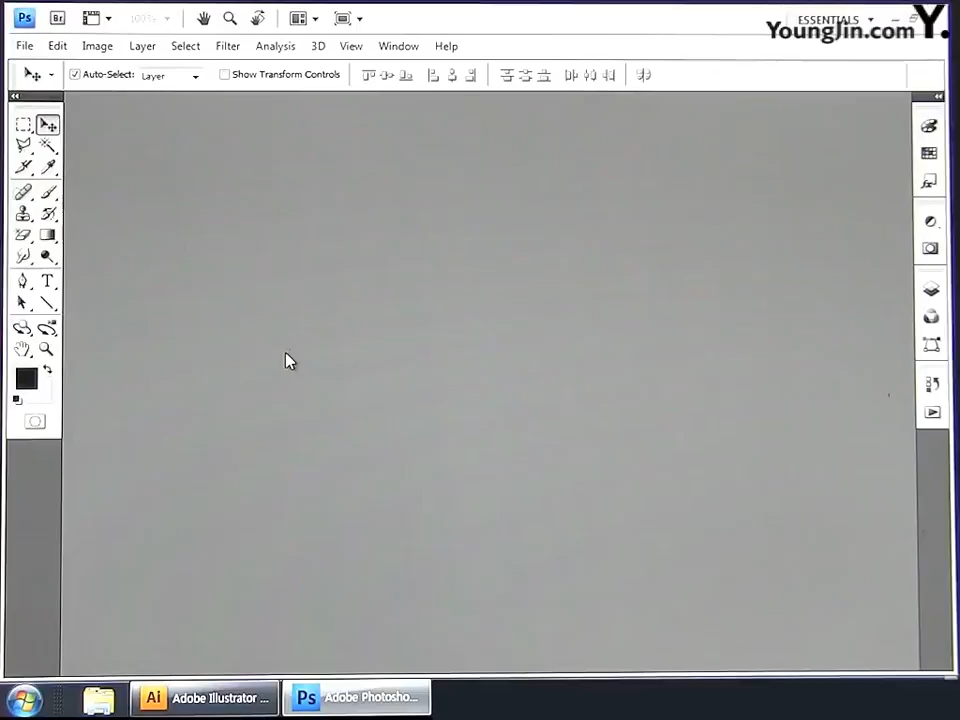 Ps Br 100% ESSENTIALS
YoungJin.com Y.
File Edit Image Layer Select Filter Analysis 3D View Window Help
Auto-Select: Layer Show Transform Controls
T
Ai Adobe Illustrator ... Ps Adobe Photosho...